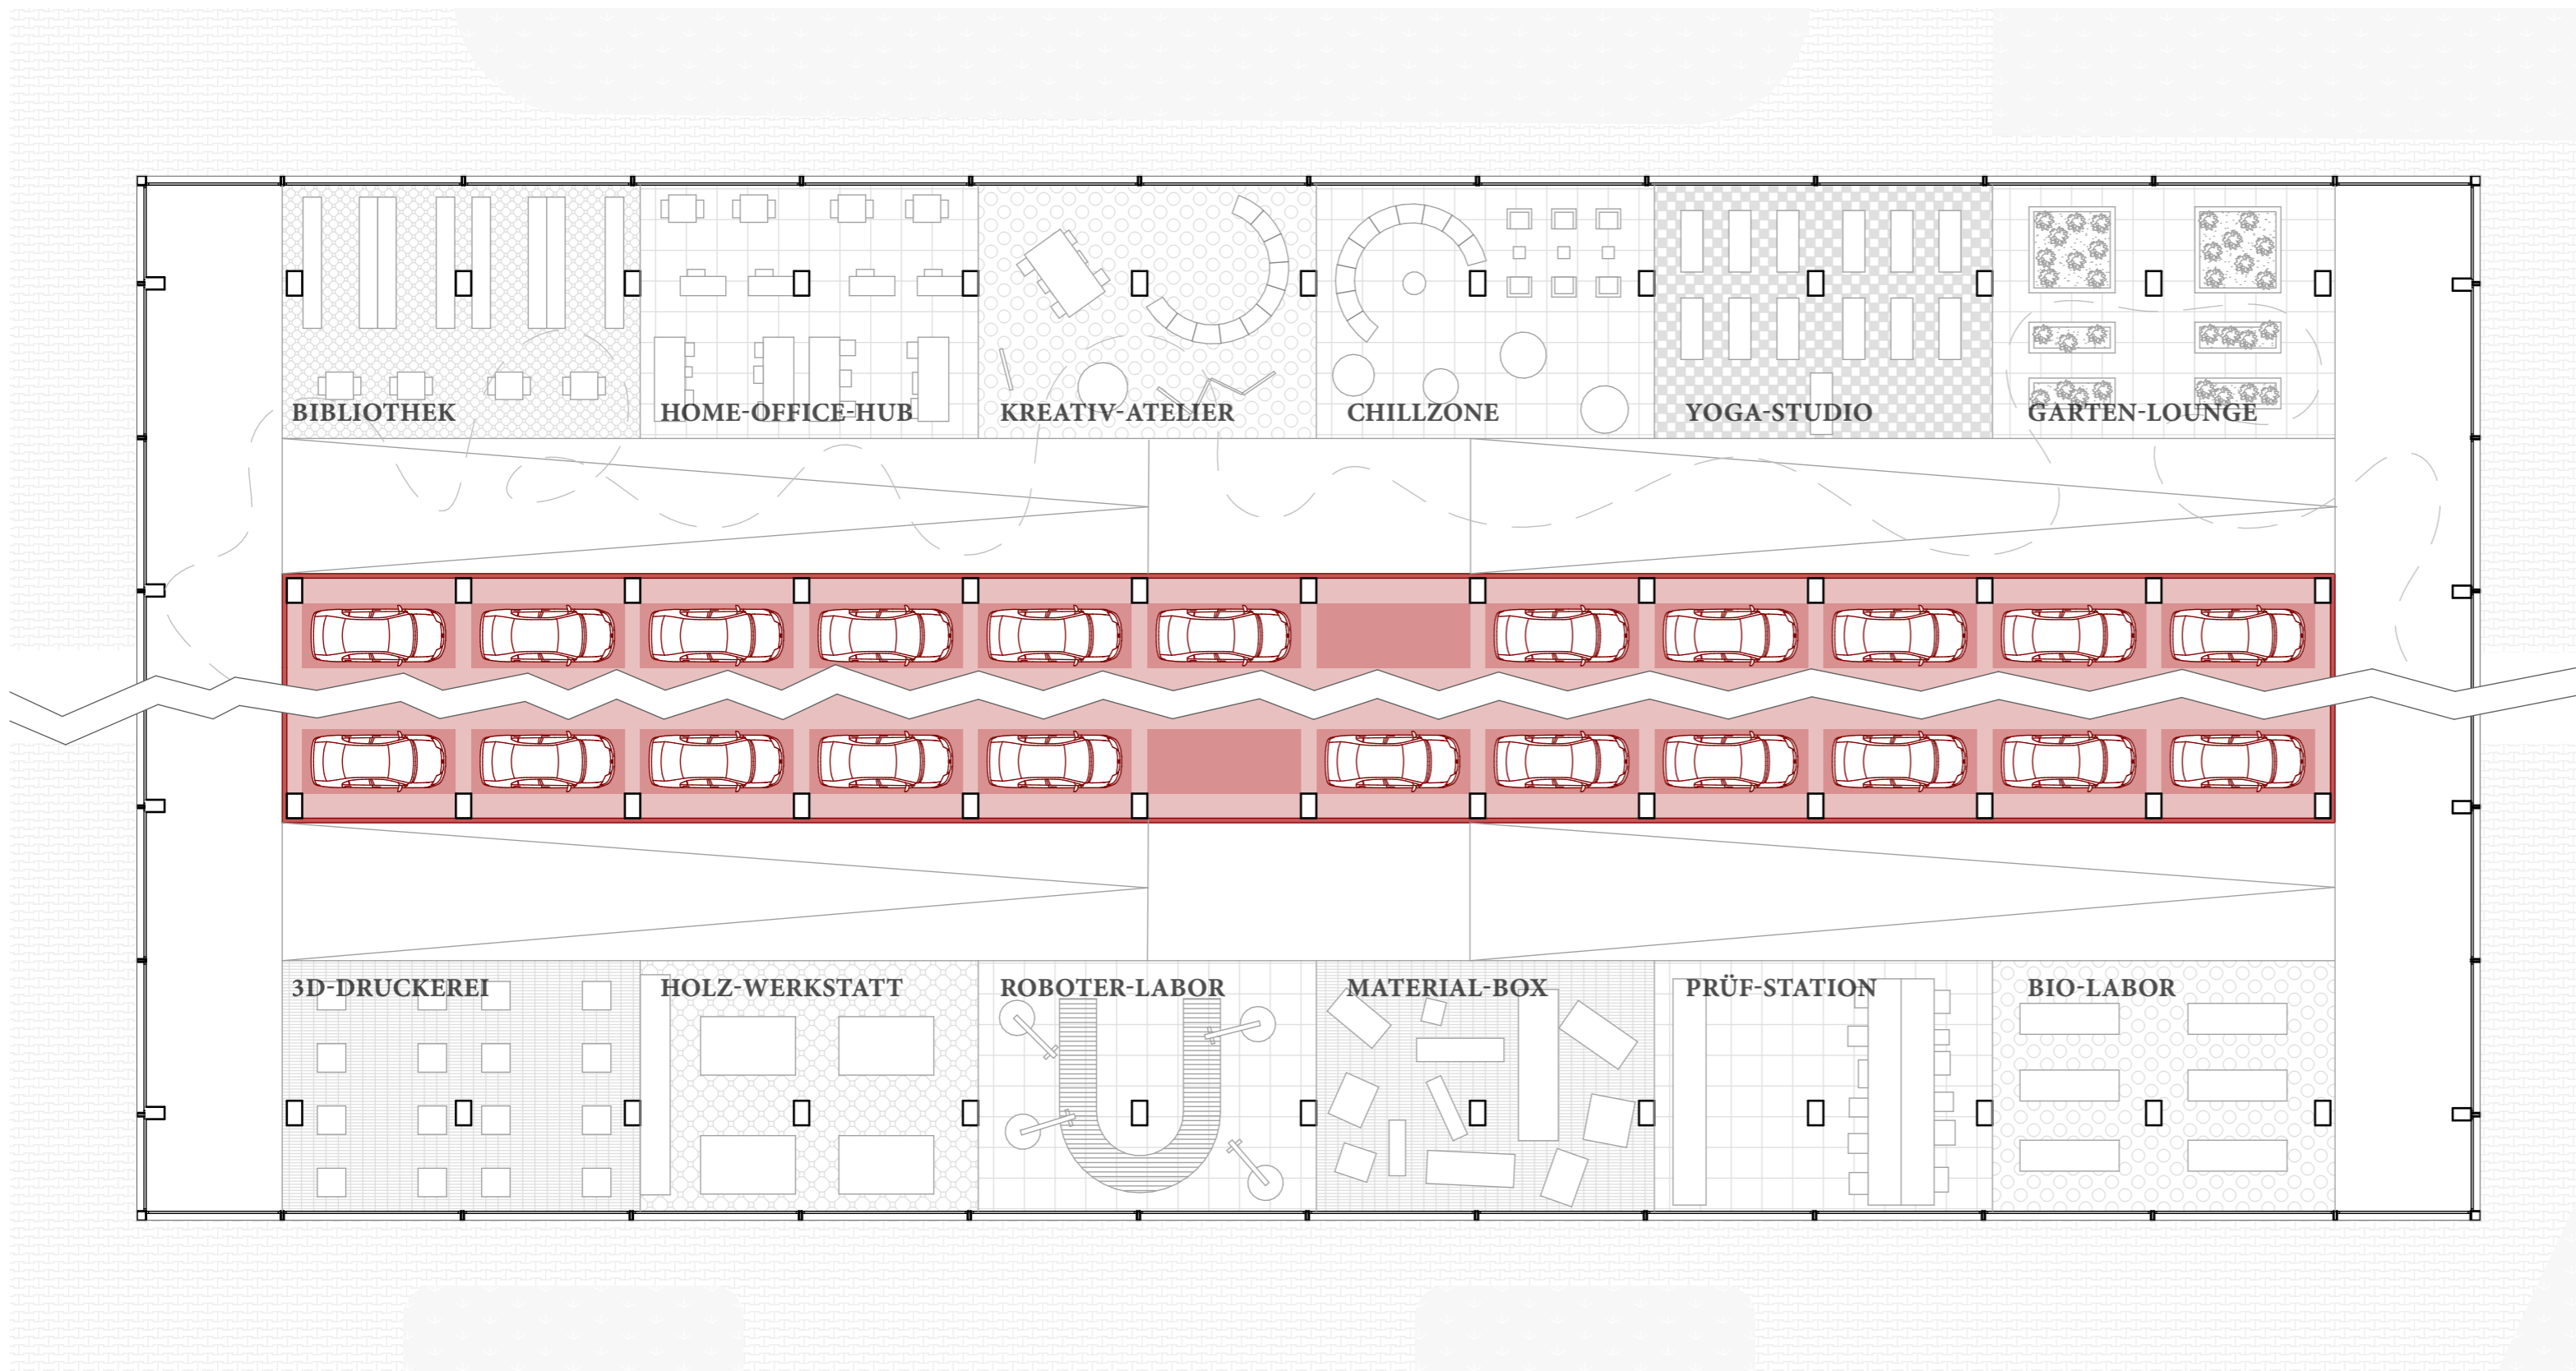 BIBLIOTHEK
HOME-OFFICE-HUB
KREATIV-ATELIER
CHILLZONE
YOGA-STUDIO
GARTEN-LOUNGE
3D-DRUCKEREI
HOLZ-WERKSTATT
ROBOTER-LABOR
MATERIAL-BOX
PRÜF-STATION
BIO-LABOR